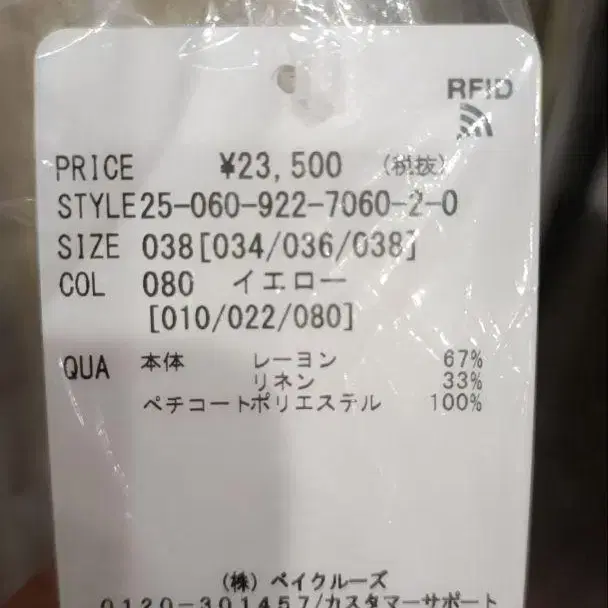 RFID
PRICE ¥23,500 (税抜)
STYLE25-060-922-7060-2-0
SIZE 038[034/036/038]
COL 080 イエロー
[010/022/080]
QUA 本体 レーヨン 67%
リネン 33%
ペチコートポリエステル 100%
(株) ベイクルーズ
0120-301457/カスタマーサポート